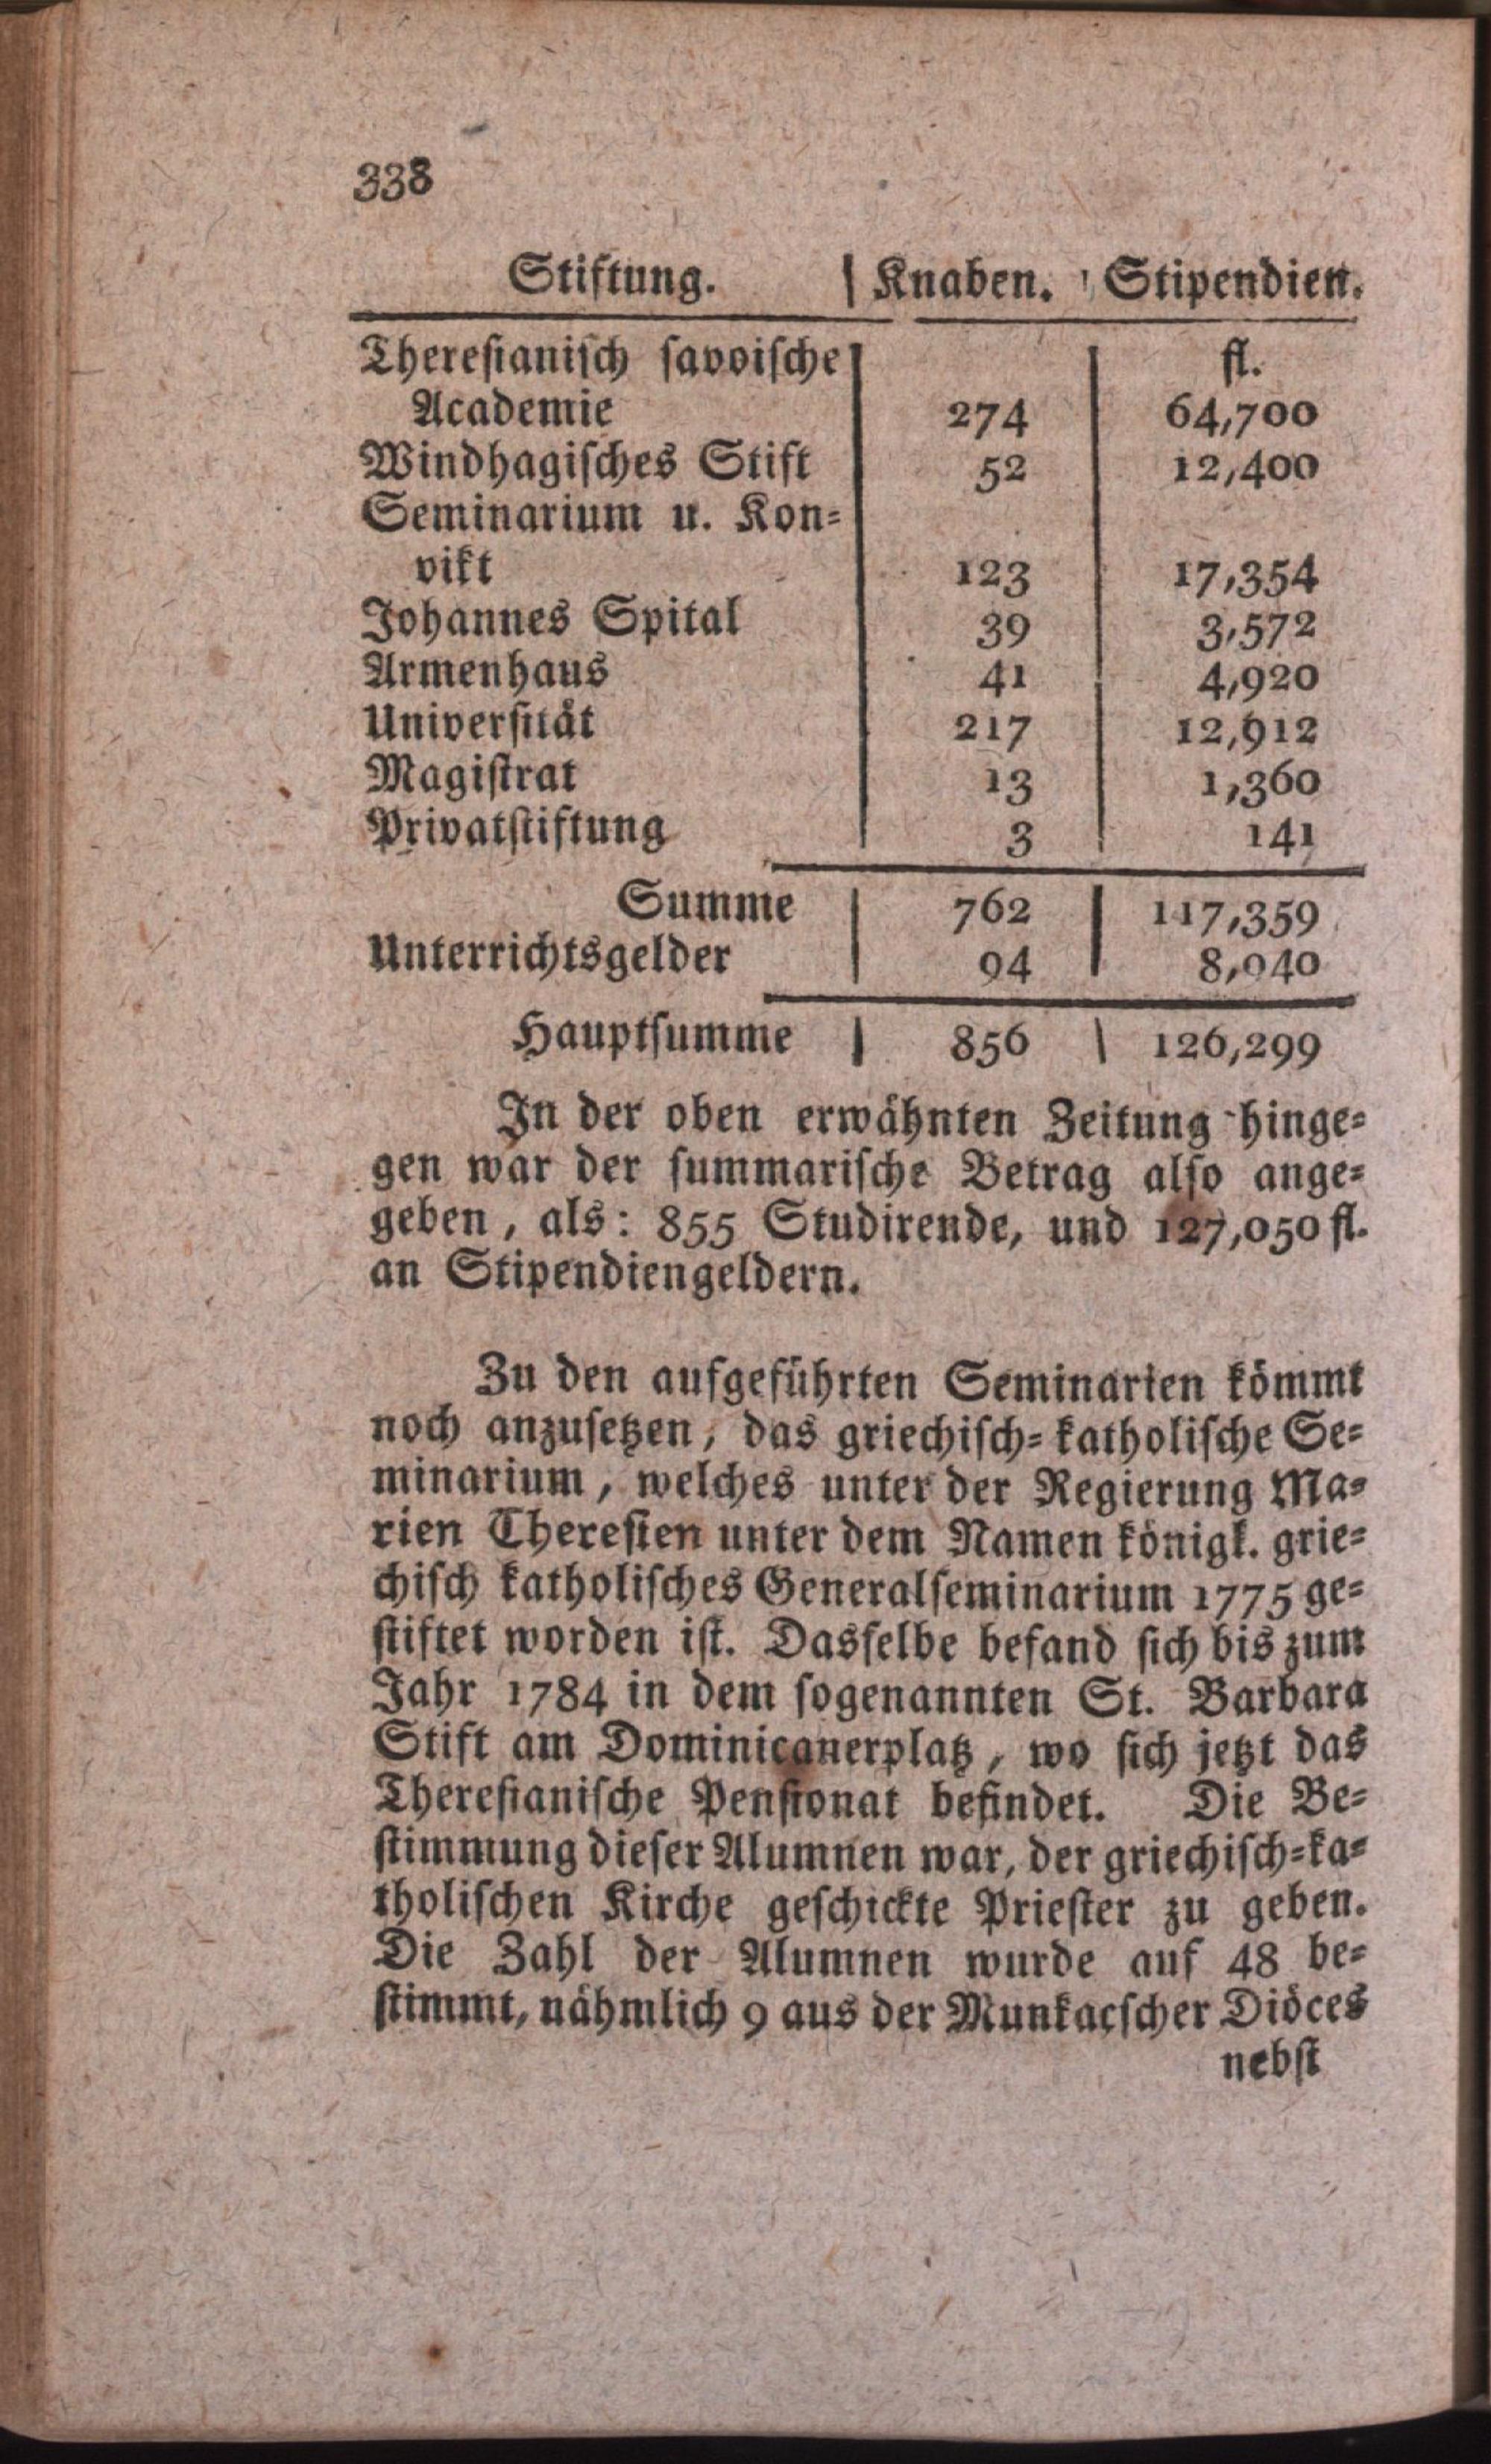 338
Stiftung. | Knaben. | Stipendien.
Theresianisch savoische fl.
Academie 274 64,700
Windhagisches Stift 52 12,400
Seminarium u. Kon-
vikt 123 17,354
Johannes Spital 39 3,572
Armenhaus 41 4,920
Universität 217 12,912
Magistrat 13 1,360
Privatstiftung 3 141
Summe | 762 | 117,359
Unterrichtsgelder | 94 | 8,040
Hauptsumme | 856 | 126,299
In der oben erwähnten Zeitung hinge-
gen war der summarische Betrag also ange-
geben, als: 855 Studirende, und 127,050 fl.
an Stipendiengeldern.
Zu den aufgeführten Seminarien kömmt
noch anzusetzen, das griechisch-katholische Se-
minarium, welches unter der Regierung Ma-
rien Theresien unter dem Namen königk. grie-
chisch katholisches Generalseminarium 1775 ge-
stiftet worden ist. Dasselbe befand sich bis zum
Jahr 1784 in dem sogenannten St. Barbara
Stift am Dominicanerplatz, wo sich jetzt das
Theresianische Pensionat befindet. Die Be-
stimmung dieser Alumnen war, der griechisch-ka-
tholischen Kirche geschickte Priester zu geben.
Die Zahl der Alumnen wurde auf 48 be-
stimmt, nähmlich 9 aus der Munkacscher Diöces
nebst